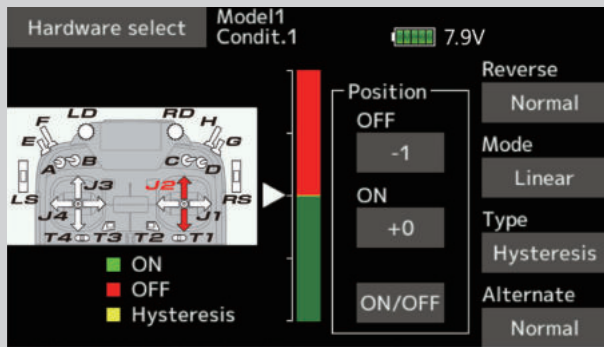 Hardware select
Model1
Condit.1
7.9V
LD
RD
F
H
E
G
A
B
C
D
J3
J2
LS
J4
J1
RS
T4
T3
T2
T1
ON
OFF
Hysteresis
Position
OFF
-1
ON
+0
ON/OFF
Reverse
Normal
Mode
Linear
Type
Hysteresis
Alternate
Normal